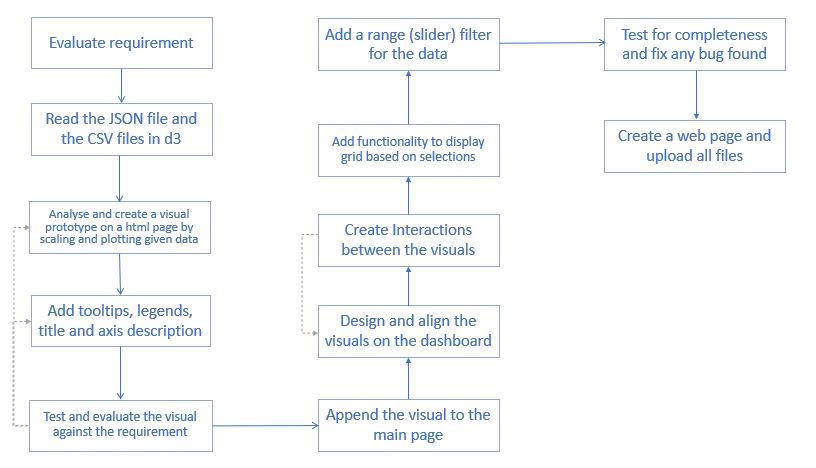 Evaluate requirement
Read the JSON file and
the CSV files in d3
Analyse and create a visual
prototype on a html page by
scaling and plotting given data
Add tooltips, legends,
title and axis description
Test and evaluate the visual
against the requirement
Append the visual to the
main page
Design and align the
visuals on the dashboard
Create Interactions
between the visuals
Add functionality to display
grid based on selections
Add a range (slider) filter
for the data
Test for completeness
and fix any bug found
Create a web page and
upload all files